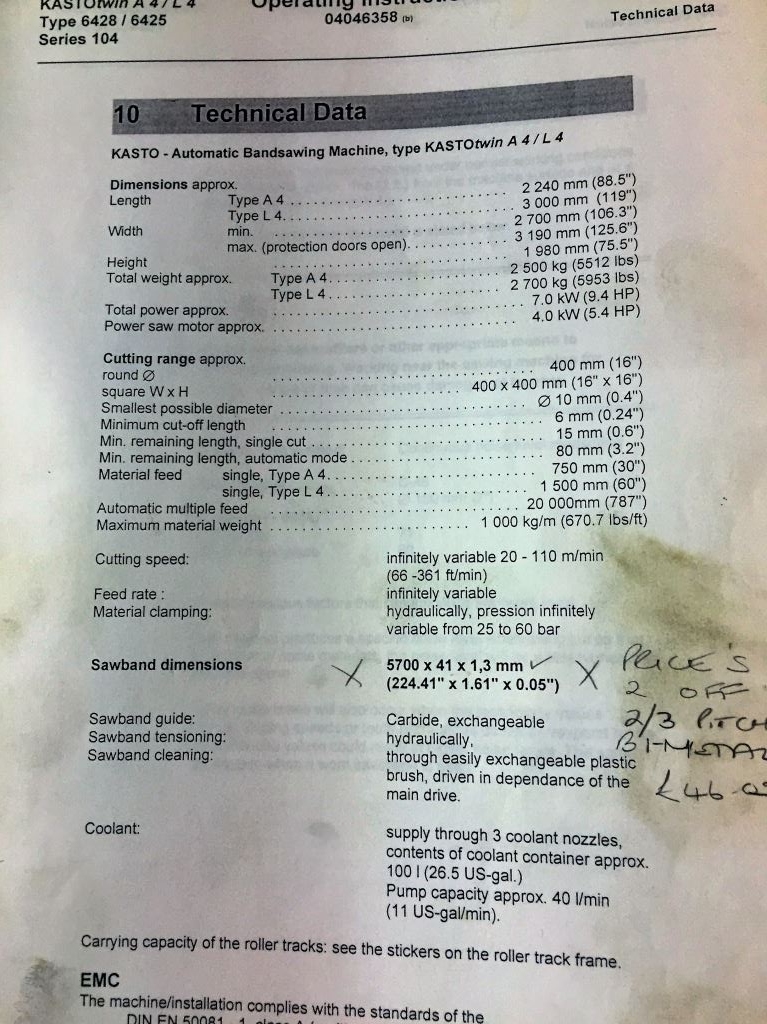 KASTOtwin A 4 / L 4
Type 6428 / 6425
Series 104
Operating Instruc
04046358 (b)
Technical Data
10 Technical Data
KASTO - Automatic Bandsawing Machine, type KASTOtwin A 4 / L 4
Dimensions approx.
Length Type A 4 ........ 2 240 mm (88.5")
Type L 4 ........ 3 000 mm (119")
Width min. ........ 2 700 mm (106.3")
max. (protection doors open) ........ 3 190 mm (125.6")
Height ........ 1 980 mm (75.5")
Total weight approx. Type A 4 ........ 2 500 kg (5512 lbs)
Type L 4 ........ 2 700 kg (5953 lbs)
Total power approx. ........ 7.0 kW (9.4 HP)
Power saw motor approx. ........ 4.0 kW (5.4 HP)
Cutting range approx.
round Ø ........ 400 mm (16")
square W x H ........ 400 x 400 mm (16" x 16")
Smallest possible diameter ........ Ø 10 mm (0.4")
Minimum cut-off length ........ 6 mm (0.24")
Min. remaining length, single cut ........ 15 mm (0.6")
Min. remaining length, automatic mode ........ 80 mm (3.2")
Material feed single, Type A 4 ........ 750 mm (30")
single, Type L 4 ........ 1 500 mm (60")
Automatic multiple feed ........ 20 000mm (787")
Maximum material weight ........ 1 000 kg/m (670.7 lbs/ft)
Cutting speed: infinitely variable 20 - 110 m/min
(66 -361 ft/min)
Feed rate : infinitely variable
Material clamping: hydraulically, pression infinitely
variable from 25 to 60 bar
Sawband dimensions X 5700 x 41 x 1,3 mm ✓ X PRICE'S
(224.41" x 1.61" x 0.05") 2 OFF
Sawband guide: Carbide, exchangeable 2/3 PITCH
Sawband tensioning: hydraulically, BI-METAL
Sawband cleaning: through easily exchangeable plastic
brush, driven in dependance of the £46
main drive.
Coolant: supply through 3 coolant nozzles,
contents of coolant container approx.
100 l (26.5 US-gal.)
Pump capacity approx. 40 l/min
(11 US-gal/min).
Carrying capacity of the roller tracks: see the stickers on the roller track frame.
EMC
The machine/installation complies with the standards of the
DIN EN 50081 - 1, class A